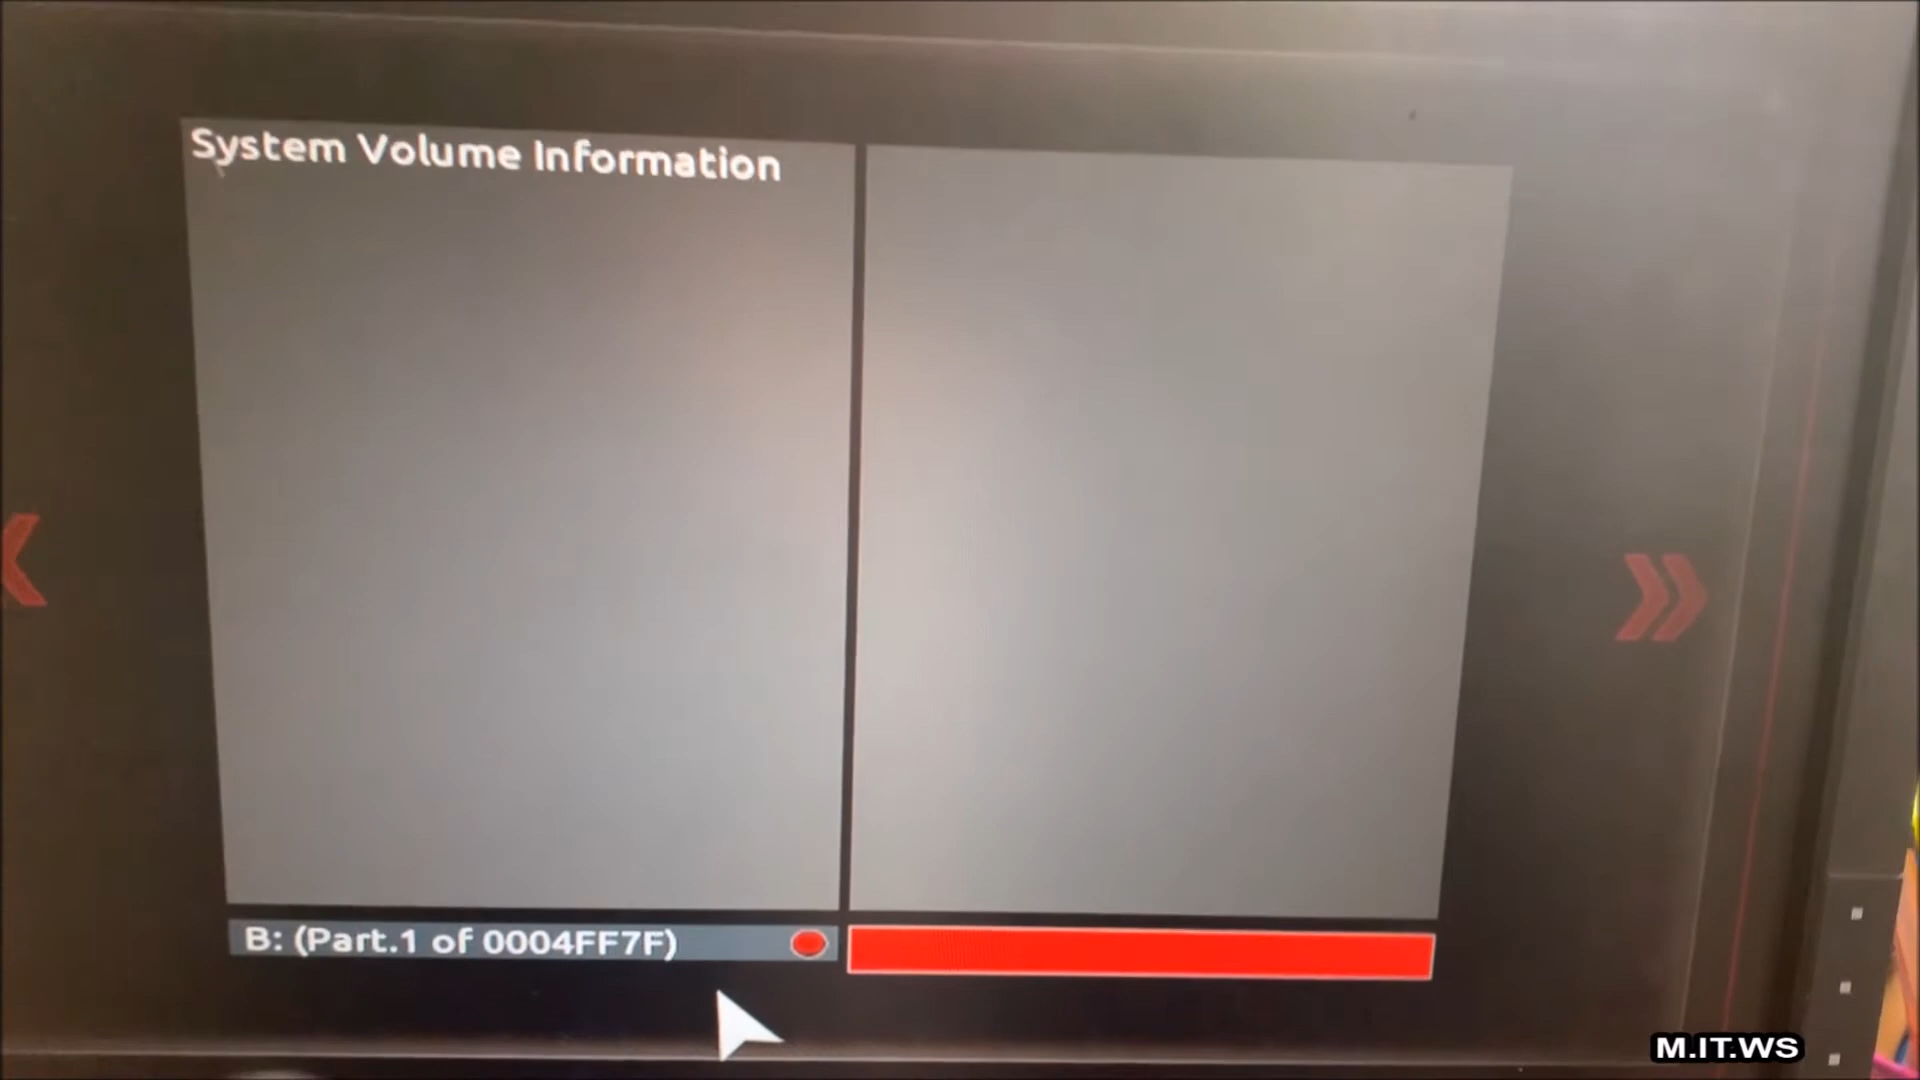 System Volume Information
B: (Part.1 of 0004FF7F)
M.IT.WS